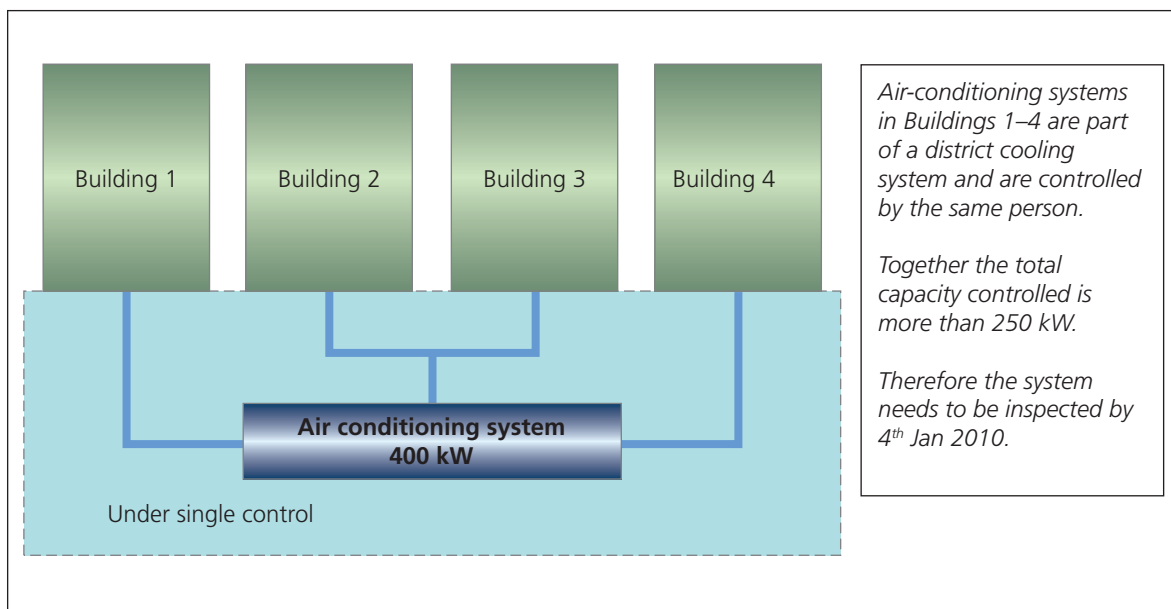 Building 1
Building 2
Building 3
Building 4
Air conditioning system
400 kW
Under single control
Air-conditioning systems
in Buildings 1–4 are part
of a district cooling
system and are controlled
by the same person.
Together the total
capacity controlled is
more than 250 kW.
Therefore the system
needs to be inspected by
4th Jan 2010.